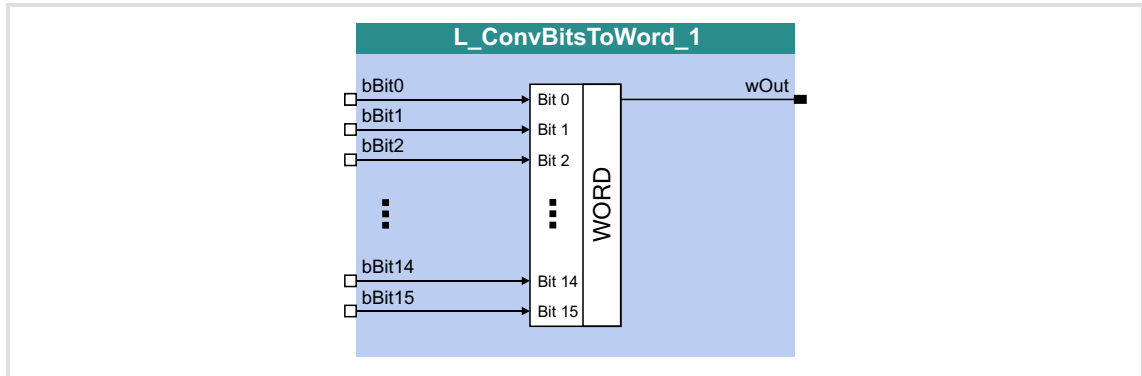 L_ConvBitsToWord_1
bBit0 Bit 0 wOut
bBit1 Bit 1
bBit2 Bit 2
WORD
bBit14 Bit 14
bBit15 Bit 15